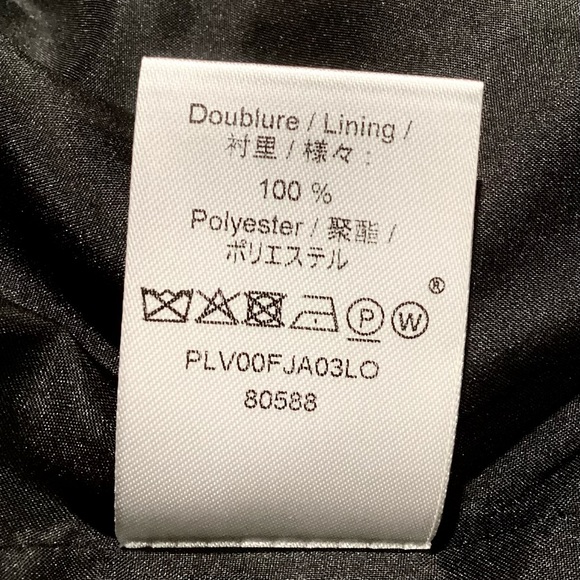 Doublure / Lining /
衬里 / 様々 :
100 %
Polyester / 聚酯 /
ポリエステル
®
P W
PLV00FJA03LO
80588